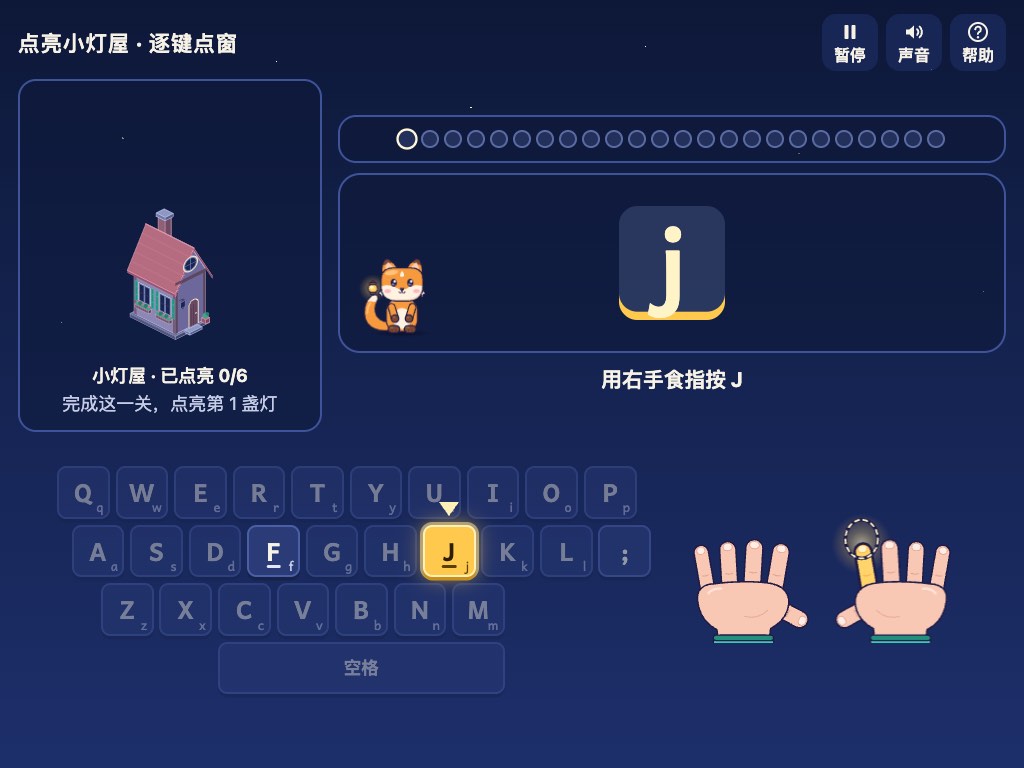 点亮小灯屋 · 逐键点窗
暂停
声音
帮助
j
小灯屋 · 已点亮 0/6
完成这一关，点亮第 1 盏灯
用右手食指按 J
Q q W w E e R r T t Y y U I i O o P p
A a S s D d F f G g H h J j K k L l ;
Z z X x C c V v B b N n M m
空格